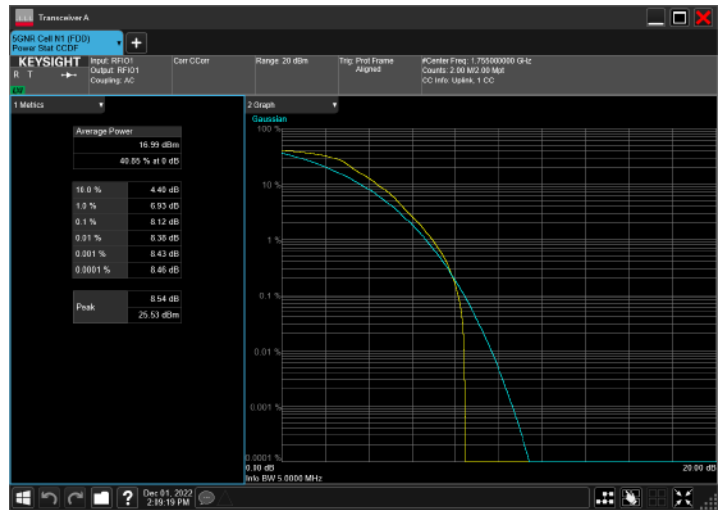 Transceiver A
5GNR Cell N1 (FDD)
Power Stat CCDF
KEYSIGHT
R T
Input: RFIO1
Output: RFIO1
Coupling: AC
Corr CCorr
Range: 20 dBm
Trig: Prot Frame
Aligned
#Center Freq: 1.755000000 GHz
Counts: 2.00 M/2.00 Mpt
CC Info: Uplink, 1 CC
1 Metrics
Average Power
16.99 dBm
40.85 % at 0 dB
10.0 % 4.40 dB
1.0 % 6.93 dB
0.1 % 8.12 dB
0.01 % 8.38 dB
0.001 % 8.43 dB
0.0001 % 8.46 dB
Peak
8.54 dB
25.53 dBm
2 Graph
Gaussian
100 %
10 %
1 %
0.1 %
0.01 %
0.001 %
0.0001 %
0.00 dB
20.00 dB
Info BW 5.0000 MHz
Dec 01, 2022
2:09:19 PM